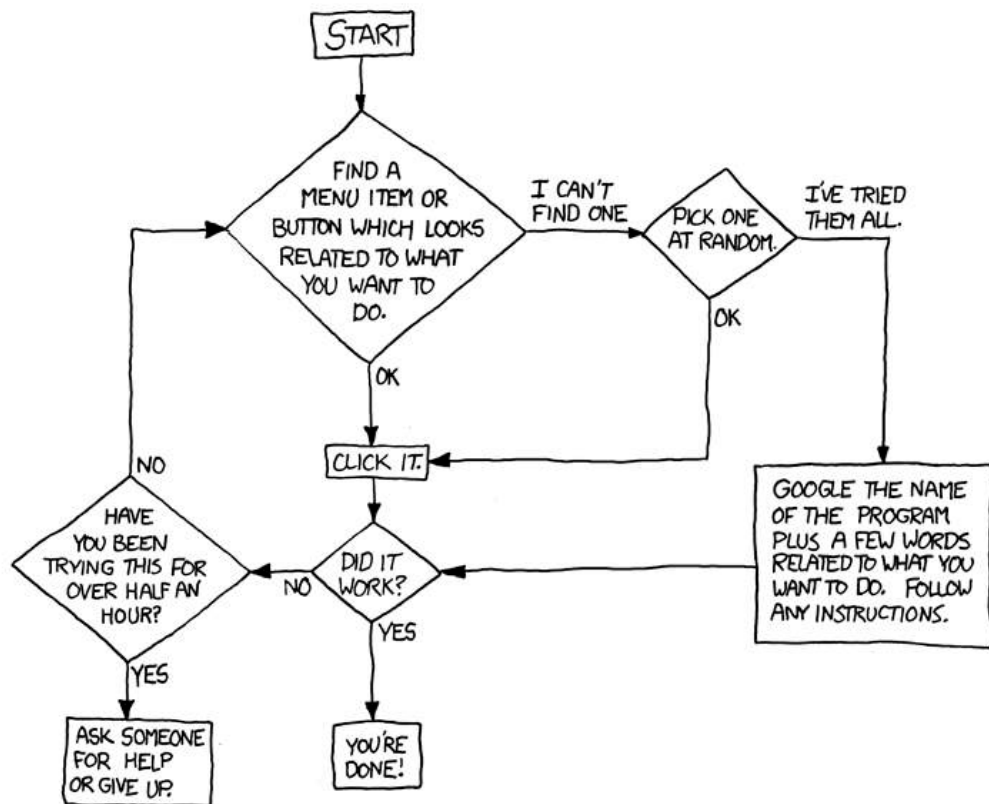 START
FIND A
MENU ITEM OR
BUTTON WHICH LOOKS
RELATED TO WHAT
YOU WANT TO
DO.
I CAN'T
FIND ONE
PICK ONE
AT RANDOM.
I'VE TRIED
THEM ALL.
OK
OK
CLICK IT.
NO
HAVE
YOU BEEN
TRYING THIS FOR
OVER HALF AN
HOUR?
NO
DID IT
WORK?
GOOGLE THE NAME
OF THE PROGRAM
PLUS A FEW WORDS
RELATED TO WHAT YOU
WANT TO DO. FOLLOW
ANY INSTRUCTIONS.
YES
YES
ASK SOMEONE
FOR HELP
OR GIVE UP.
YOU'RE
DONE!